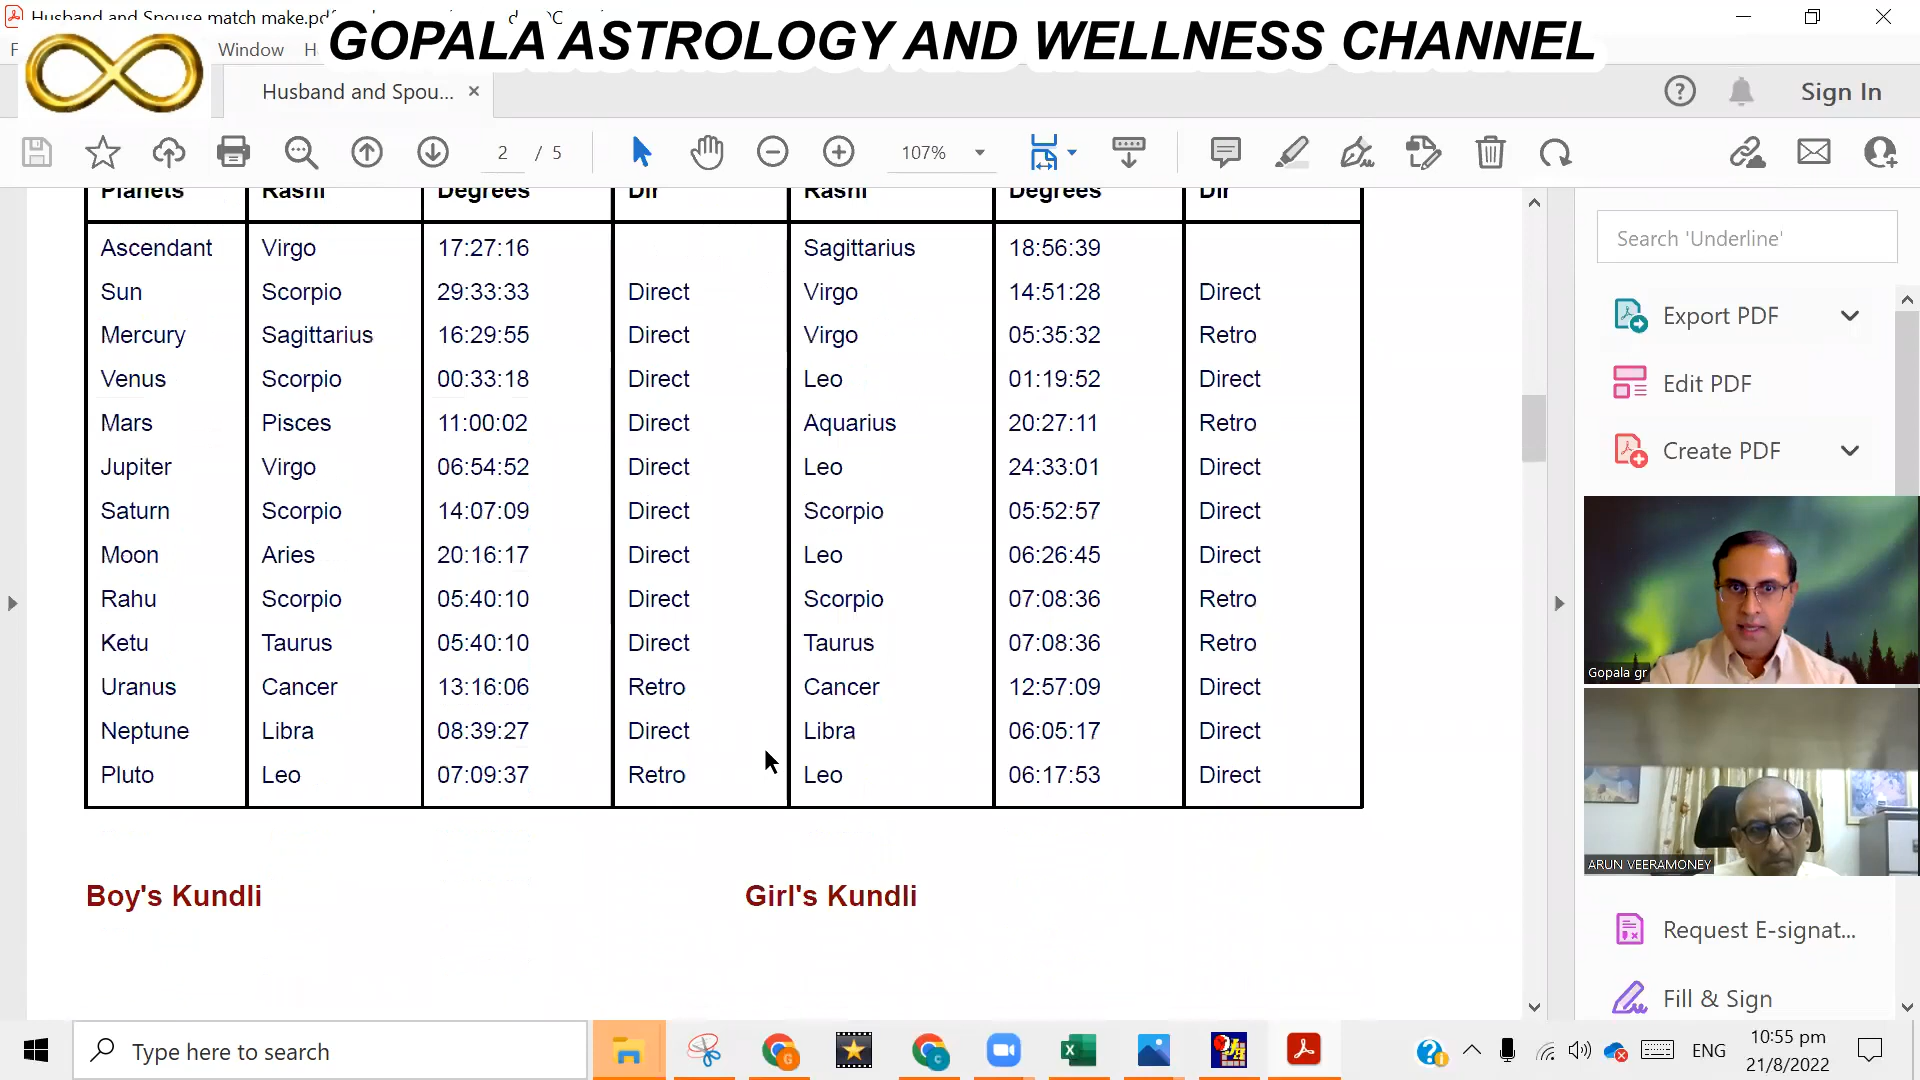 Husband and Spouse match make.pdf
GOPALA ASTROLOGY AND WELLNESS CHANNEL
Window
Husband and Spou... ×
Sign In
2 / 5
107%
Planets Rashi Degrees Dir Rashi Degrees Dir
Ascendant Virgo 17:27:16 Sagittarius 18:56:39
Sun Scorpio 29:33:33 Direct Virgo 14:51:28 Direct
Mercury Sagittarius 16:29:55 Direct Virgo 05:35:32 Retro
Venus Scorpio 00:33:18 Direct Leo 01:19:52 Direct
Mars Pisces 11:00:02 Direct Aquarius 20:27:11 Retro
Jupiter Virgo 06:54:52 Direct Leo 24:33:01 Direct
Saturn Scorpio 14:07:09 Direct Scorpio 05:52:57 Direct
Moon Aries 20:16:17 Direct Leo 06:26:45 Direct
Rahu Scorpio 05:40:10 Direct Scorpio 07:08:36 Retro
Ketu Taurus 05:40:10 Direct Taurus 07:08:36 Retro
Uranus Cancer 13:16:06 Retro Cancer 12:57:09 Direct
Neptune Libra 08:39:27 Direct Libra 06:05:17 Direct
Pluto Leo 07:09:37 Retro Leo 06:17:53 Direct
Boy's Kundli Girl's Kundli
Search 'Underline'
Export PDF
Edit PDF
Create PDF
Gopala gr
ARUN VEERAMONEY
Request E-signat...
Fill & Sign
Type here to search
ENG
10:55 pm
21/8/2022